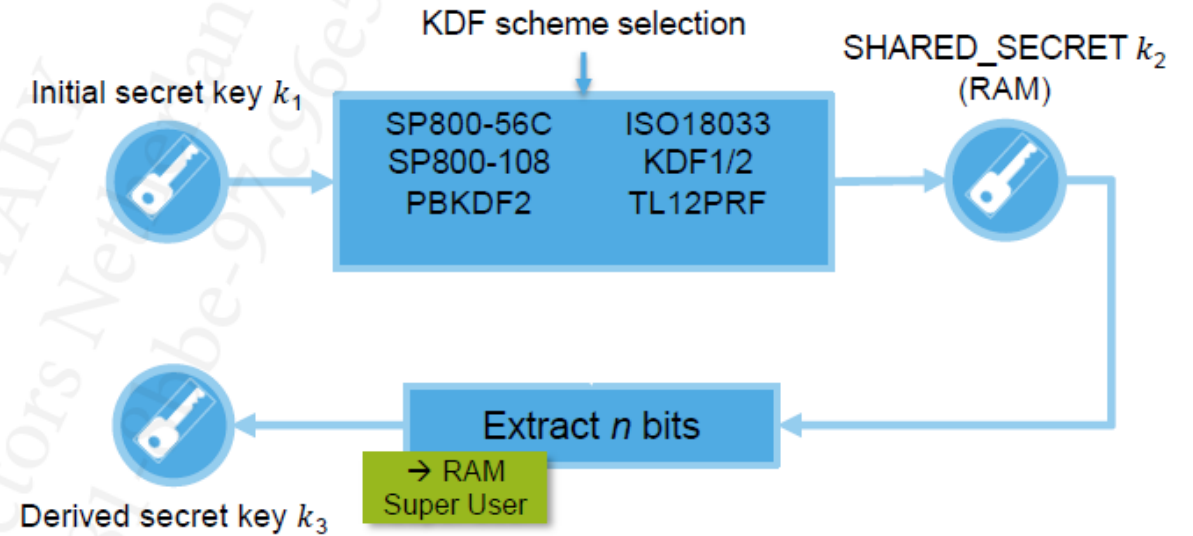 KDF scheme selection
Initial secret key k₁
SP800-56C ISO18033
SP800-108 KDF1/2
PBKDF2 TL12PRF
SHARED_SECRET k₂
(RAM)
Extract n bits
→ RAM
Super User
Derived secret key k₃